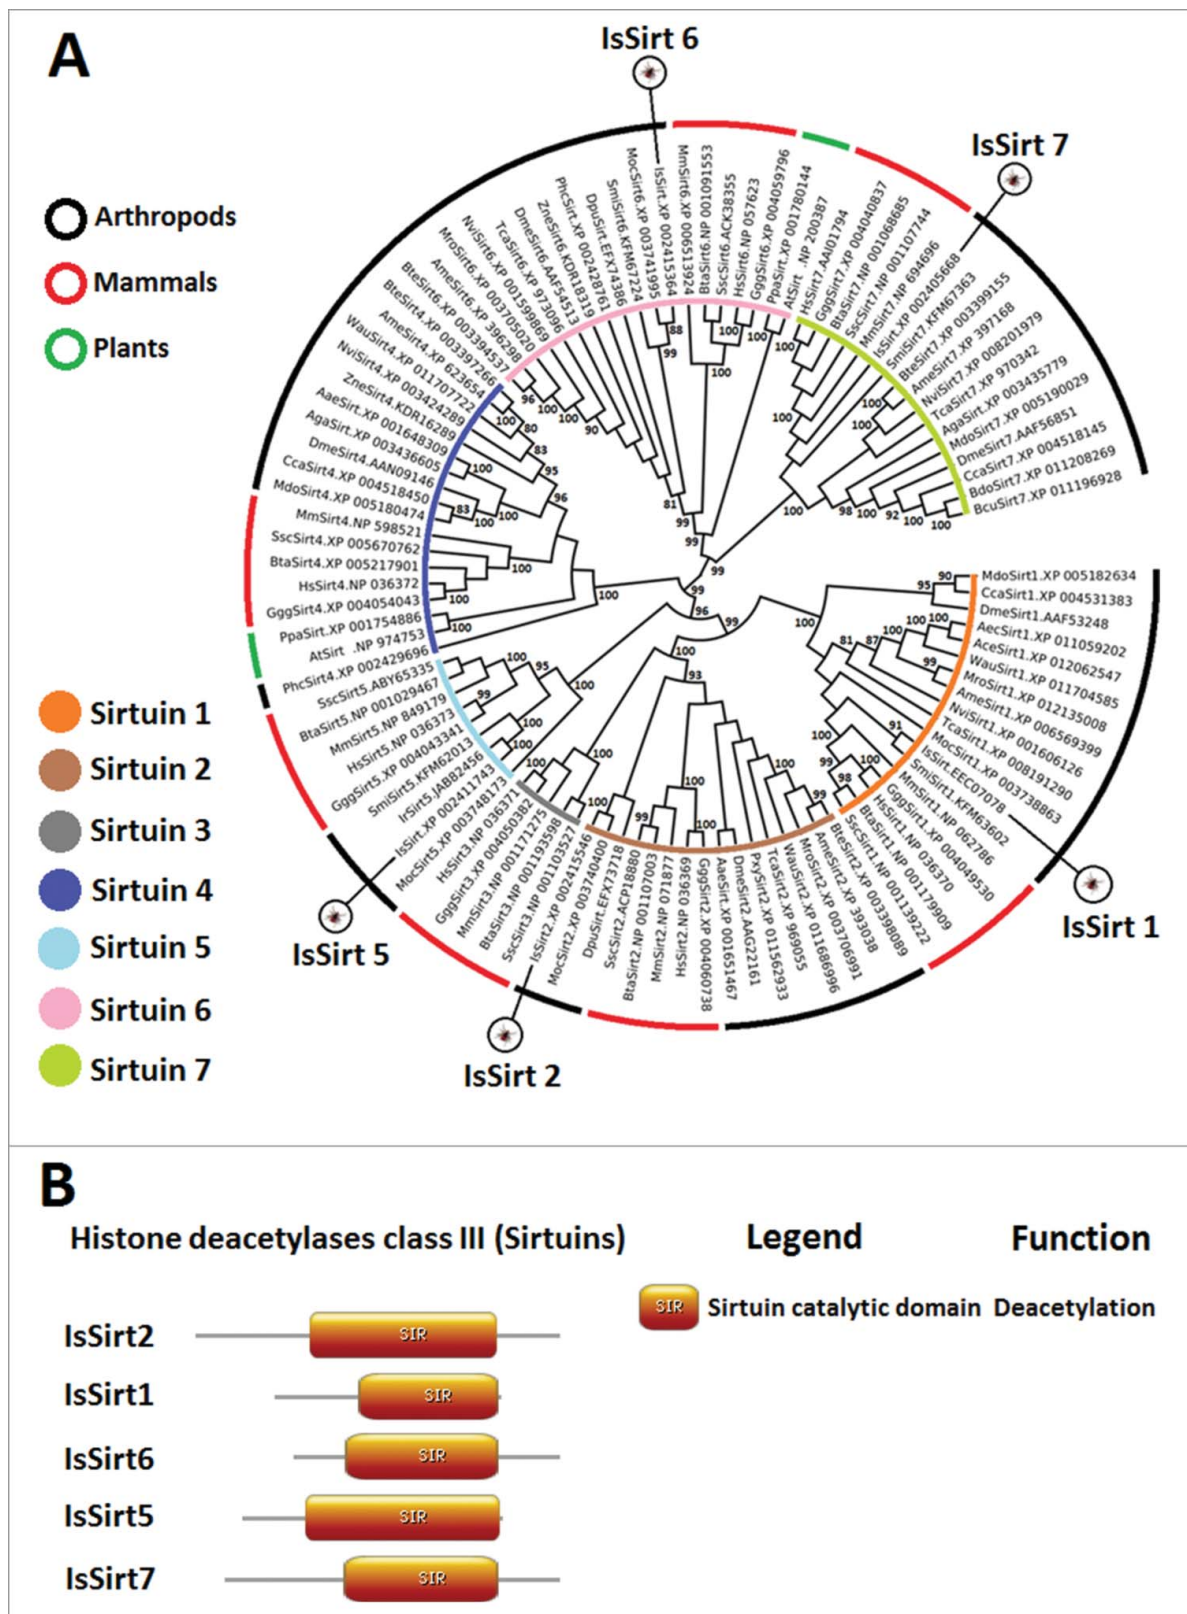 A
IsSirt 6
IsSirt 7
Arthropods
Mammals
Plants
Sirtuin 1
Sirtuin 2
Sirtuin 3
Sirtuin 4
Sirtuin 5
Sirtuin 6
Sirtuin 7
IsSirt 5
IsSirt 2
IsSirt 1
MdoSirt1.XP 005182634
CcaSirt1.XP 004531383
DmeSirt1.AAF53248
AecSirt1.XP 011059202
AceSirt1.XP 012062547
WauSirt1.XP 011704585
MroSirt1.XP 012135008
AmeSirt1.XP 006569399
NviSirt1.XP 001606126
TcaSirt1.XP 008191290
MocSirt1.XP 003738863
IsSirt.EEC07078
SmiSirt1.KFM63602
MmSirt1.NP 062786
GggSirt1.XP 004049530
HsSirt1.NP 036370
BtaSirt1.NP 001179909
SscSirt1.NP 001139222
BteSirt2.XP 003398089
AmeSirt2.XP 393038
MroSirt2.XP 003706991
WauSirt2.XP 011686996
TcaSirt2.XP 969055
PxySirt2.XP 011562933
DmeSirt2.AAG22161
AaeSirt.XP 001651467
GggSirt2.XP 004060738
HsSirt2.NP 036369
MmSirt2.NP 071877
BtaSirt2.NP 001107003
SscSirt2.ACP18880
DpuSirt.EFX73718
MocSirt2.XP 003740400
IsSirt2.XP 002415546
SscSirt3.NP 001103527
BtaSirt3.NP 001193598
MmSirt3.NP 001171275
GggSirt3.XP 004050382
HsSirt3.NP 036371
MocSirt5.XP 003748173
IsSirt.XP 002411743
IrSirt5.JAB82456
SmiSirt5.KFM62013
GggSirt5.XP 004043341
HsSirt5.NP 036373
MmSirt5.NP 849179
BtaSirt5.NP 001029467
SscSirt5.ABY65335
PhcSirt4.XP 002429696
AtSirt .NP 974753
PpaSirt.XP 001754886
GggSirt4.XP 004054043
HsSirt4.NP 036372
BtaSirt4.XP 005217901
SscSirt4.XP 005670762
MmSirt4.NP 598521
MdoSirt4.XP 005180474
CcaSirt4.XP 004518450
DmeSirt4.AAN09146
AgaSirt.XP 003436605
AaeSirt.XP 001648309
ZneSirt4.KDR16289
NviSirt4.XP 003424289
WauSirt4.XP 011707722
AmeSirt4.XP 623654
BteSirt4.XP 003397266
BteSirt6.XP 003394537
AmeSirt6.XP 396298
MroSirt6.XP 003705020
NviSirt6.XP 001599869
TcaSirt6.XP 973096
DmeSirt6.AAF54513
ZneSirt6.KDR18319
PhcSirt.XP 002428761
DpuSirt.EFX74386
SmiSirt6.KFM67224
MocSirt6.XP 003741995
IsSirt.XP 002415364
MmSirt6.XP 006513924
BtaSirt6.NP 001091553
SscSirt6.ACK38355
HsSirt6.NP 057623
GggSirt6.XP 004059796
PpaSirt.XP 001780144
AtSirt .NP 200387
HsSirt7.AAI01794
GggSirt7.XP 004040837
BtaSirt7.NP 001068685
SscSirt7.NP 001107744
MmSirt7.NP 694696
IsSirt.XP 002405668
SmiSirt7.KFM67363
BteSirt7.XP 003399155
AmeSirt7.XP 397168
NviSirt7.XP 008201979
TcaSirt7.XP 970342
AgaSirt.XP 003435779
MdoSirt7.XP 005190029
DmeSirt7.AAF56851
CcaSirt7.XP 004518145
BdoSirt7.XP 011208269
BcuSirt7.XP 011196928
B
Histone deacetylases class III (Sirtuins)
Legend
Function
SIR
Sirtuin catalytic domain
Deacetylation
IsSirt2
SIR
IsSirt1
SIR
IsSirt6
SIR
IsSirt5
SIR
IsSirt7
SIR